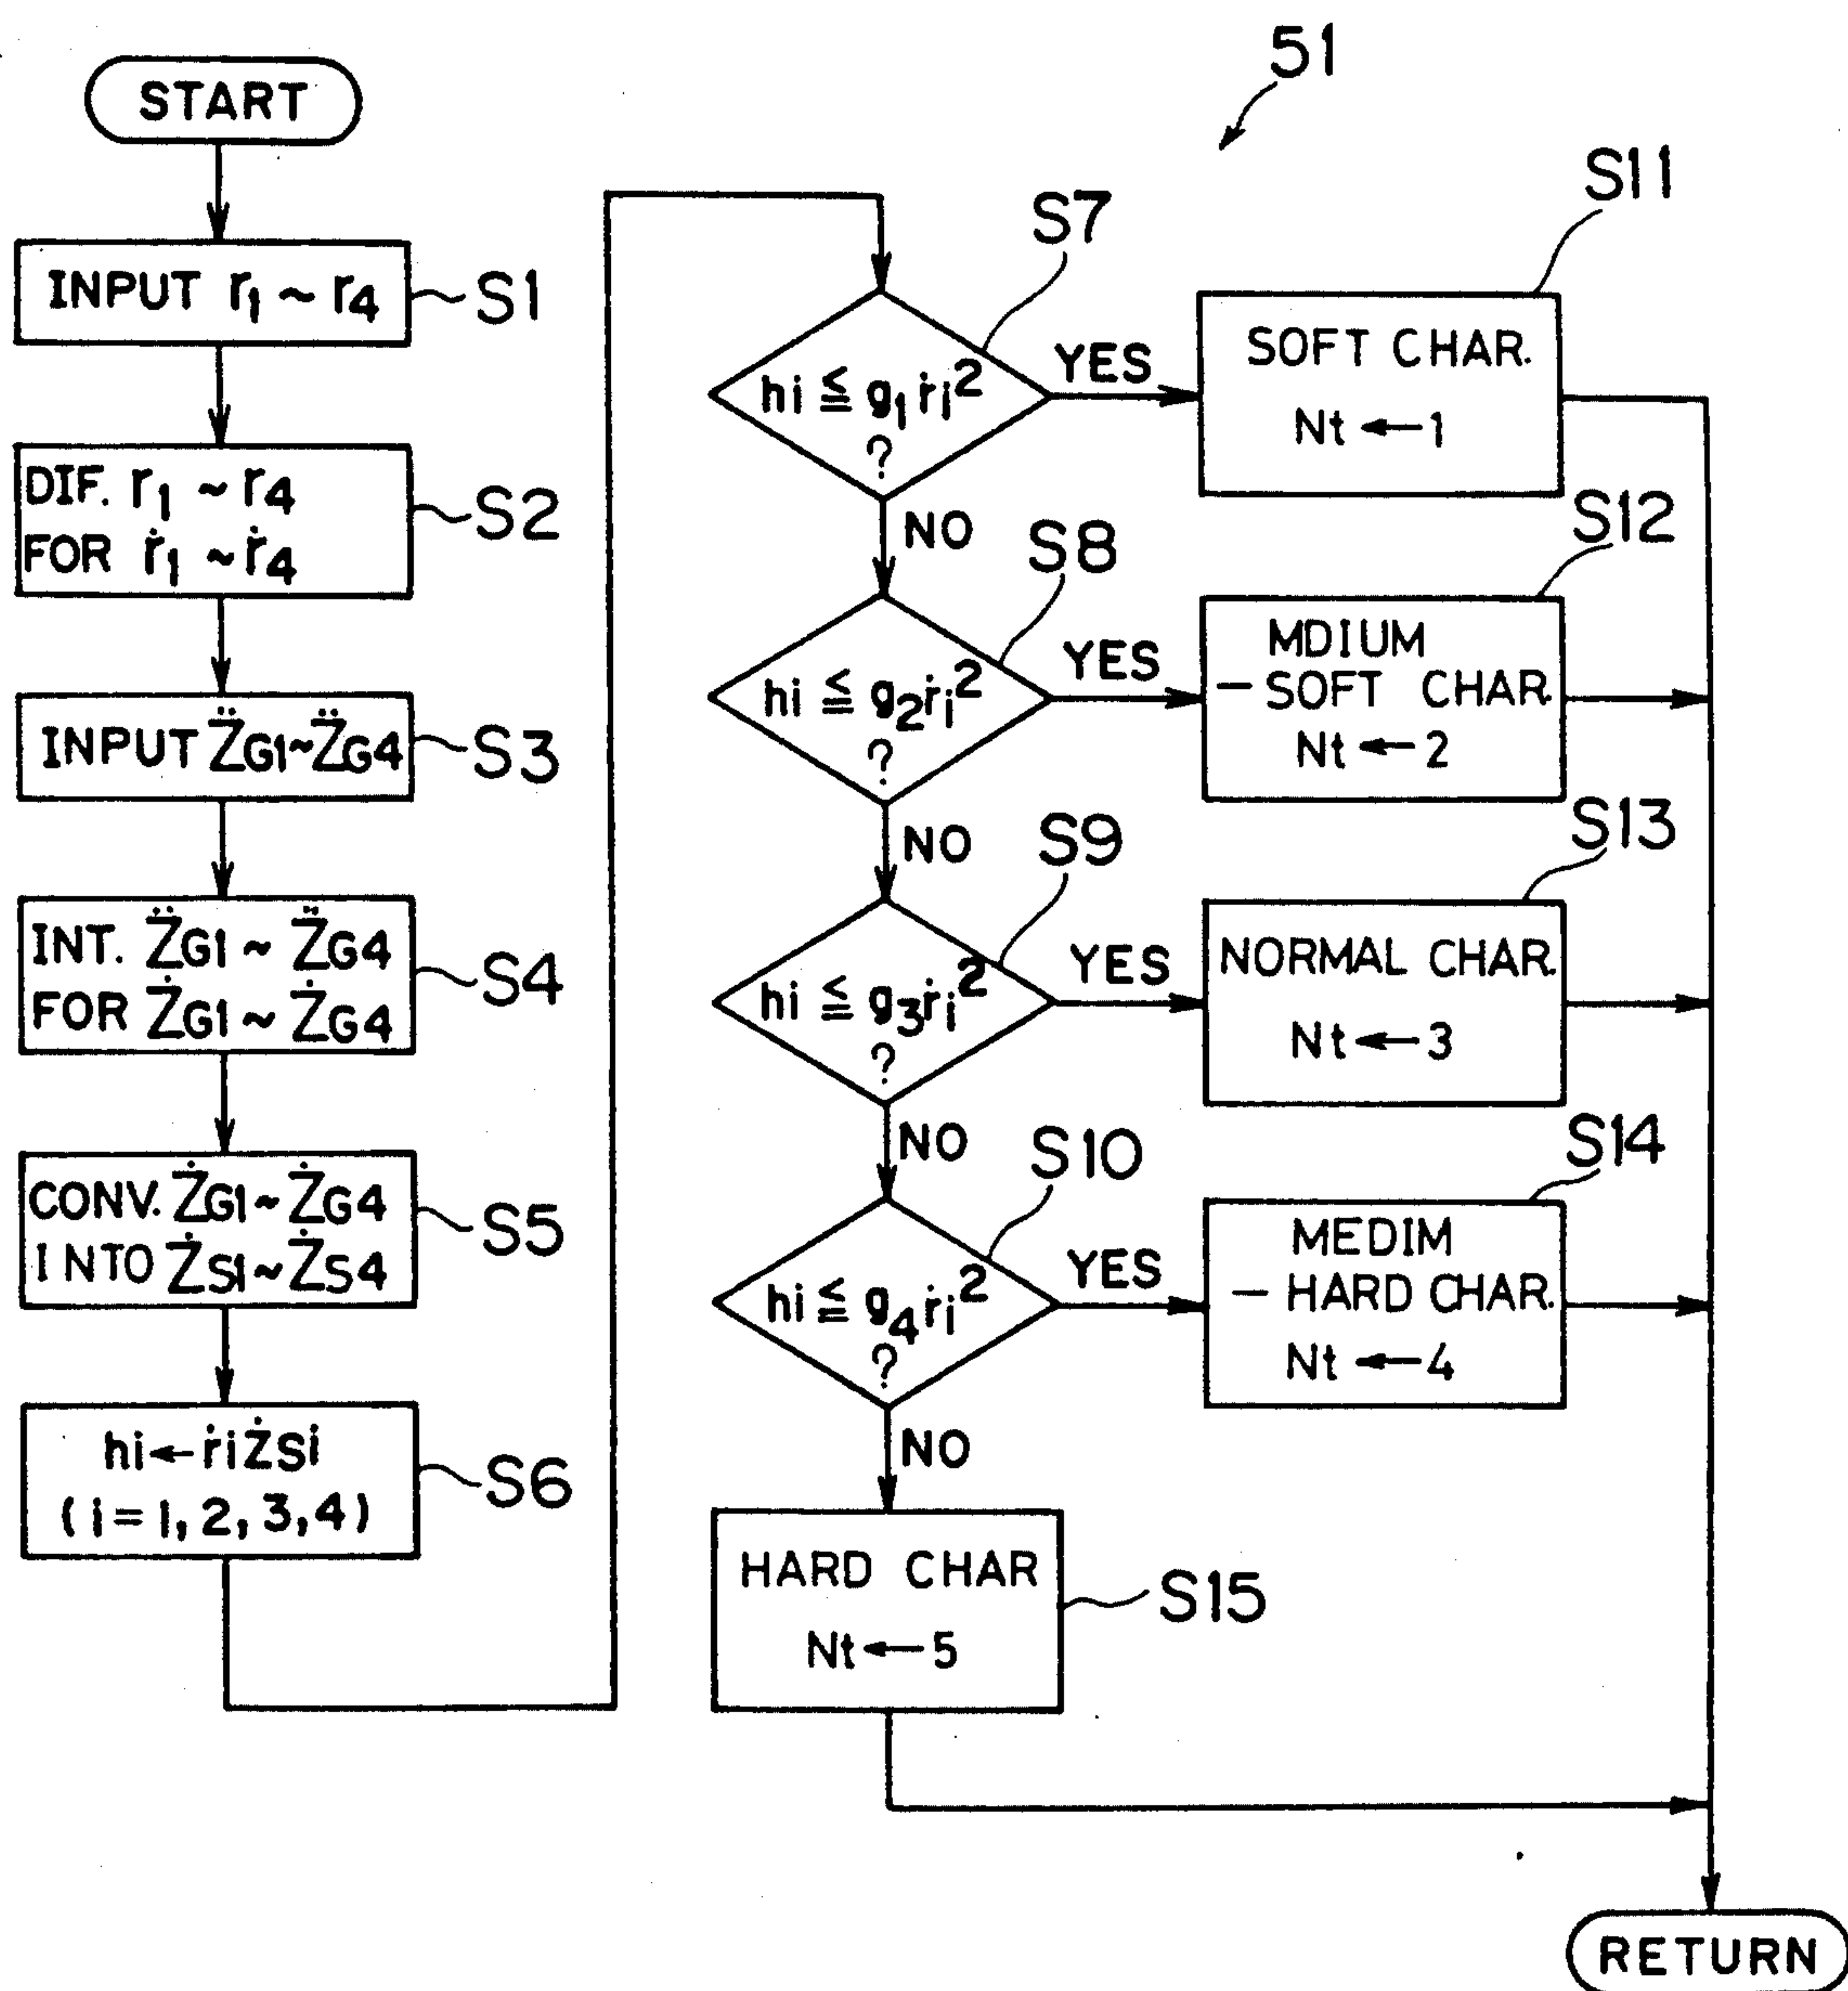 START
INPUT r₁ ~ r₄
S1
DIF. r₁ ~ r₄
FOR ṙ₁ ~ ṙ₄
S2
INPUT Z̈G1~Z̈G4
S3
INT. Z̈G1 ~ Z̈G4
FOR ŻG1 ~ ŻG4
S4
CONV. ŻG1~ŻG4
INTO ŻS1~ŻS4
S5
hi←ṙiŻSi
(i=1,2,3,4)
S6
51
S7
hi ≦ g₁ṙi²
?
YES
NO
S11
SOFT CHAR.
Nt ← 1
S8
hi ≦ g₂ṙi²
?
YES
NO
S12
MDIUM
– SOFT CHAR.
Nt ← 2
S9
hi ≦ g₃ṙi²
?
YES
NO
S13
NORMAL CHAR.
Nt ← 3
S10
hi ≦ g₄ṙi²
?
YES
NO
S14
MEDIM
– HARD CHAR.
Nt ← 4
HARD CHAR
Nt ← 5
S15
RETURN